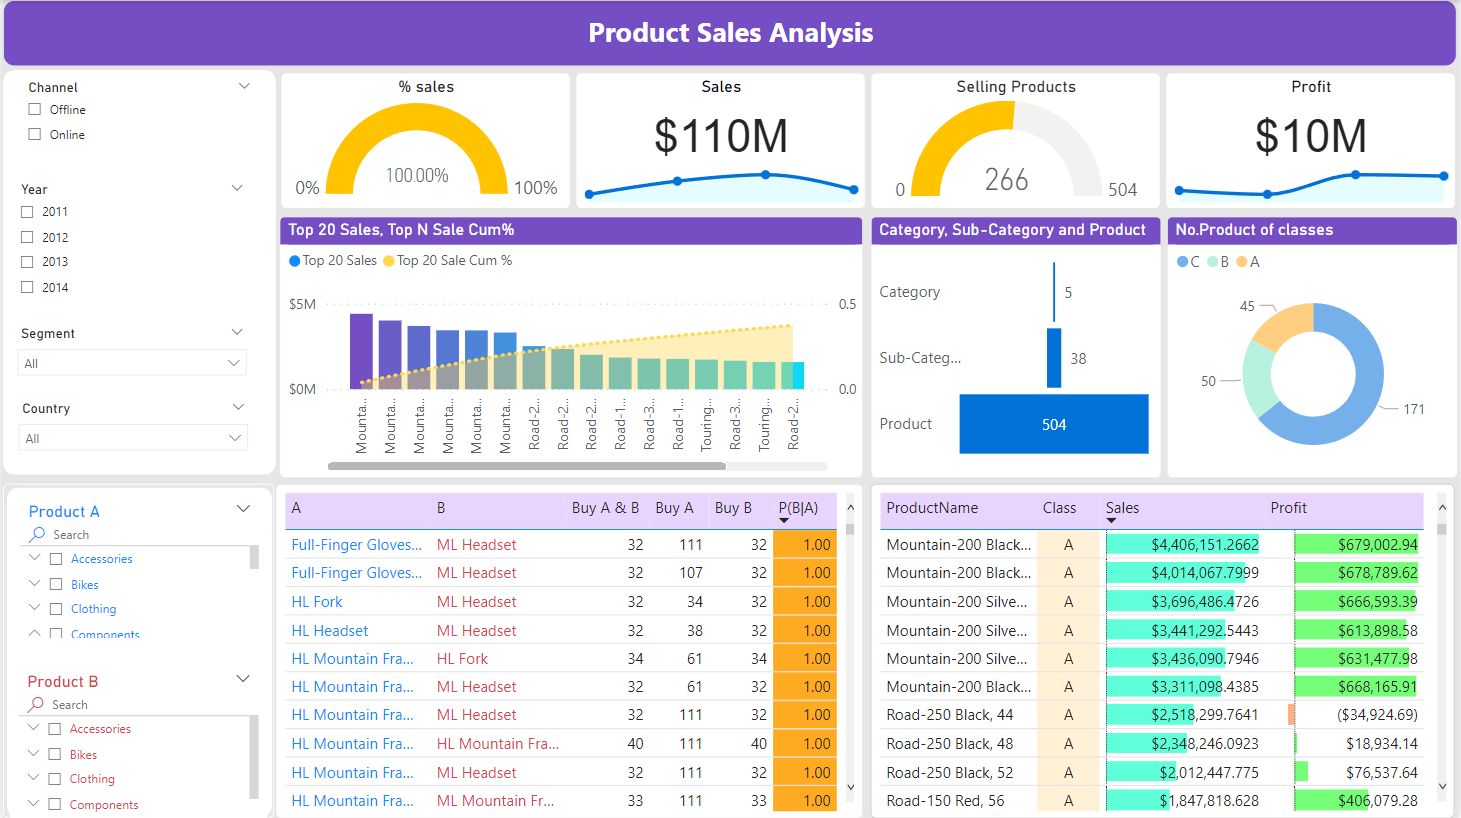 Product Sales Analysis
Channel
Offline
Online
Year
2011
2012
2013
2014
Segment
All
Country
All
% sales
100.00%
0%
100%
Sales
$110M
Selling Products
266
0
504
Profit
$10M
Top 20 Sales, Top N Sale Cum%
Top 20 Sales
Top 20 Sale Cum %
$5M
$0M
0.5
0.0
Mounta...
Mounta...
Mounta...
Mounta...
Mounta...
Mounta...
Road-2...
Road-2...
Road-2...
Road-1...
Road-3...
Road-1...
Touring...
Road-3...
Touring...
Road-2...
Category, Sub-Category and Product
Category
5
Sub-Categ...
38
Product
504
No.Product of classes
C B A
45
50
171
Product A
Search
Accessories
Bikes
Clothing
Components
Product B
Search
Accessories
Bikes
Clothing
Components
A B Buy A & B Buy A Buy B P(B|A)
Full-Finger Gloves... ML Headset 32 111 32 1.00
Full-Finger Gloves... ML Headset 32 107 32 1.00
HL Fork ML Headset 32 34 32 1.00
HL Headset ML Headset 32 38 32 1.00
HL Mountain Fra... HL Fork 34 61 34 1.00
HL Mountain Fra... ML Headset 32 61 32 1.00
HL Mountain Fra... ML Headset 32 111 32 1.00
HL Mountain Fra... HL Mountain Fra... 40 111 40 1.00
HL Mountain Fra... ML Headset 32 111 32 1.00
HL Mountain Fra... ML Mountain Fr... 33 111 33 1.00
ProductName Class Sales Profit
Mountain-200 Black... A $4,406,151.2662 $679,002.94
Mountain-200 Black... A $4,014,067.7999 $678,789.62
Mountain-200 Silve... A $3,696,486.4726 $666,593.39
Mountain-200 Silve... A $3,441,292.5443 $613,898.58
Mountain-200 Silve... A $3,436,090.7946 $631,477.98
Mountain-200 Black... A $3,311,098.4385 $668,165.91
Road-250 Black, 44 A $2,518,299.7641 ($34,924.69)
Road-250 Black, 48 A $2,348,246.0923 $18,934.14
Road-250 Black, 52 A $2,012,447.775 $76,537.64
Road-150 Red, 56 A $1,847,818.628 $406,079.28